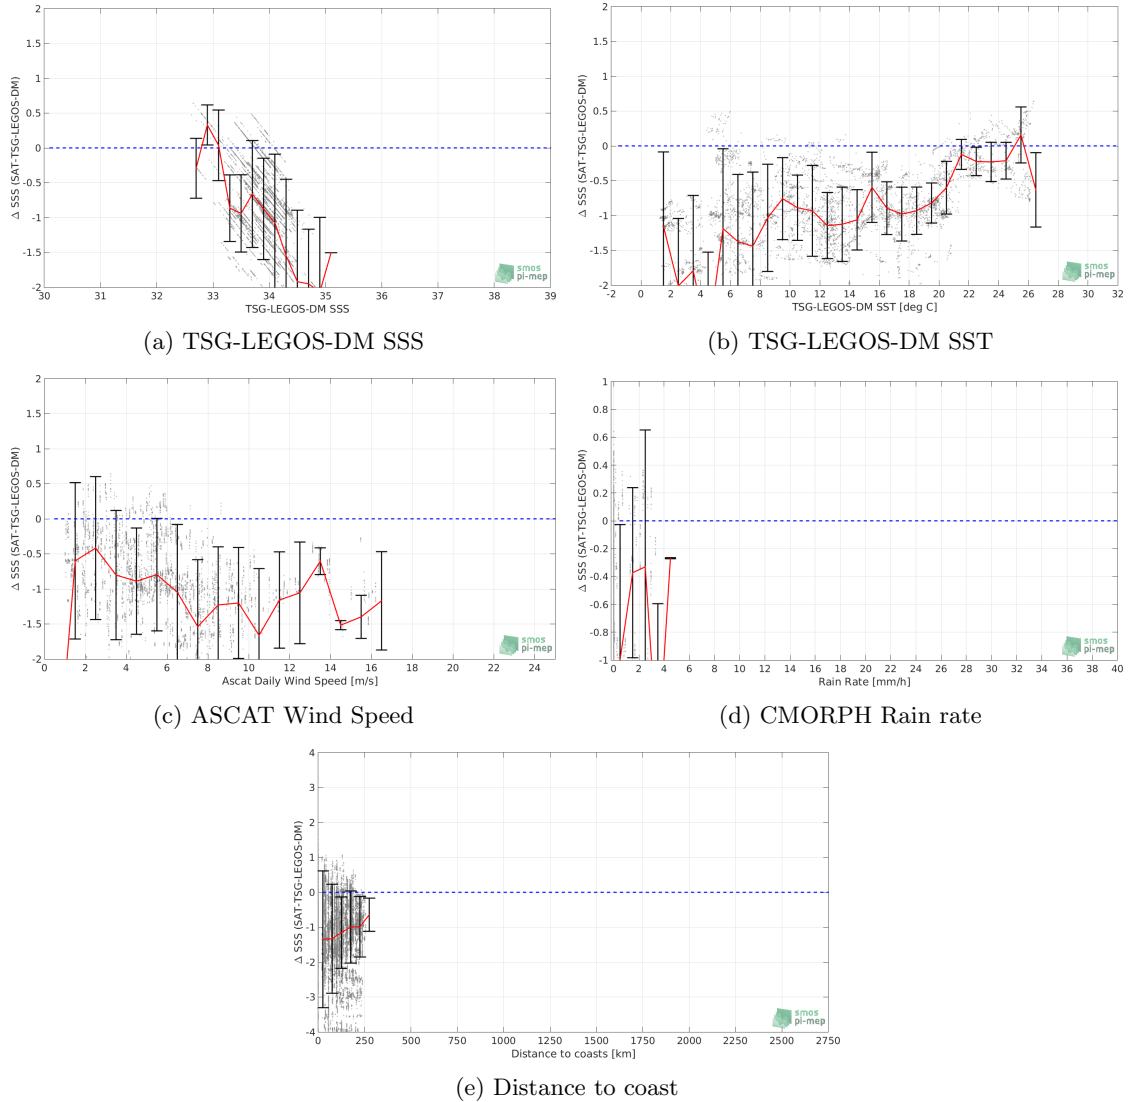 2
1.5
1
0.5
0
-0.5
-1
-1.5
-2
Δ SSS (SAT-TSG-LEGOS-DM)
30 31 32 33 34 35 36 37 38 39
TSG-LEGOS-DM SSS
smos
pi-mep
(a) TSG-LEGOS-DM SSS
2
1.5
1
0.5
0
-0.5
-1
-1.5
-2
Δ SSS (SAT-TSG-LEGOS-DM)
-2 0 2 4 6 8 10 12 14 16 18 20 22 24 26 28 30 32
TSG-LEGOS-DM SST [deg C]
smos
pi-mep
(b) TSG-LEGOS-DM SST
2
1.5
1
0.5
0
-0.5
-1
-1.5
-2
Δ SSS (SAT-TSG-LEGOS-DM)
0 2 4 6 8 10 12 14 16 18 20 22 24
Ascat Daily Wind Speed [m/s]
smos
pi-mep
(c) ASCAT Wind Speed
1
0.8
0.6
0.4
0.2
0
-0.2
-0.4
-0.6
-0.8
-1
Δ SSS (SAT-TSG-LEGOS-DM)
0 2 4 6 8 10 12 14 16 18 20 22 24 26 28 30 32 34 36 38 40
Rain Rate [mm/h]
smos
pi-mep
(d) CMORPH Rain rate
4
3
2
1
0
-1
-2
-3
-4
Δ SSS (SAT-TSG-LEGOS-DM)
0 250 500 750 1000 1250 1500 1750 2000 2250 2500 2750
Distance to coasts [km]
smos
pi-mep
(e) Distance to coast